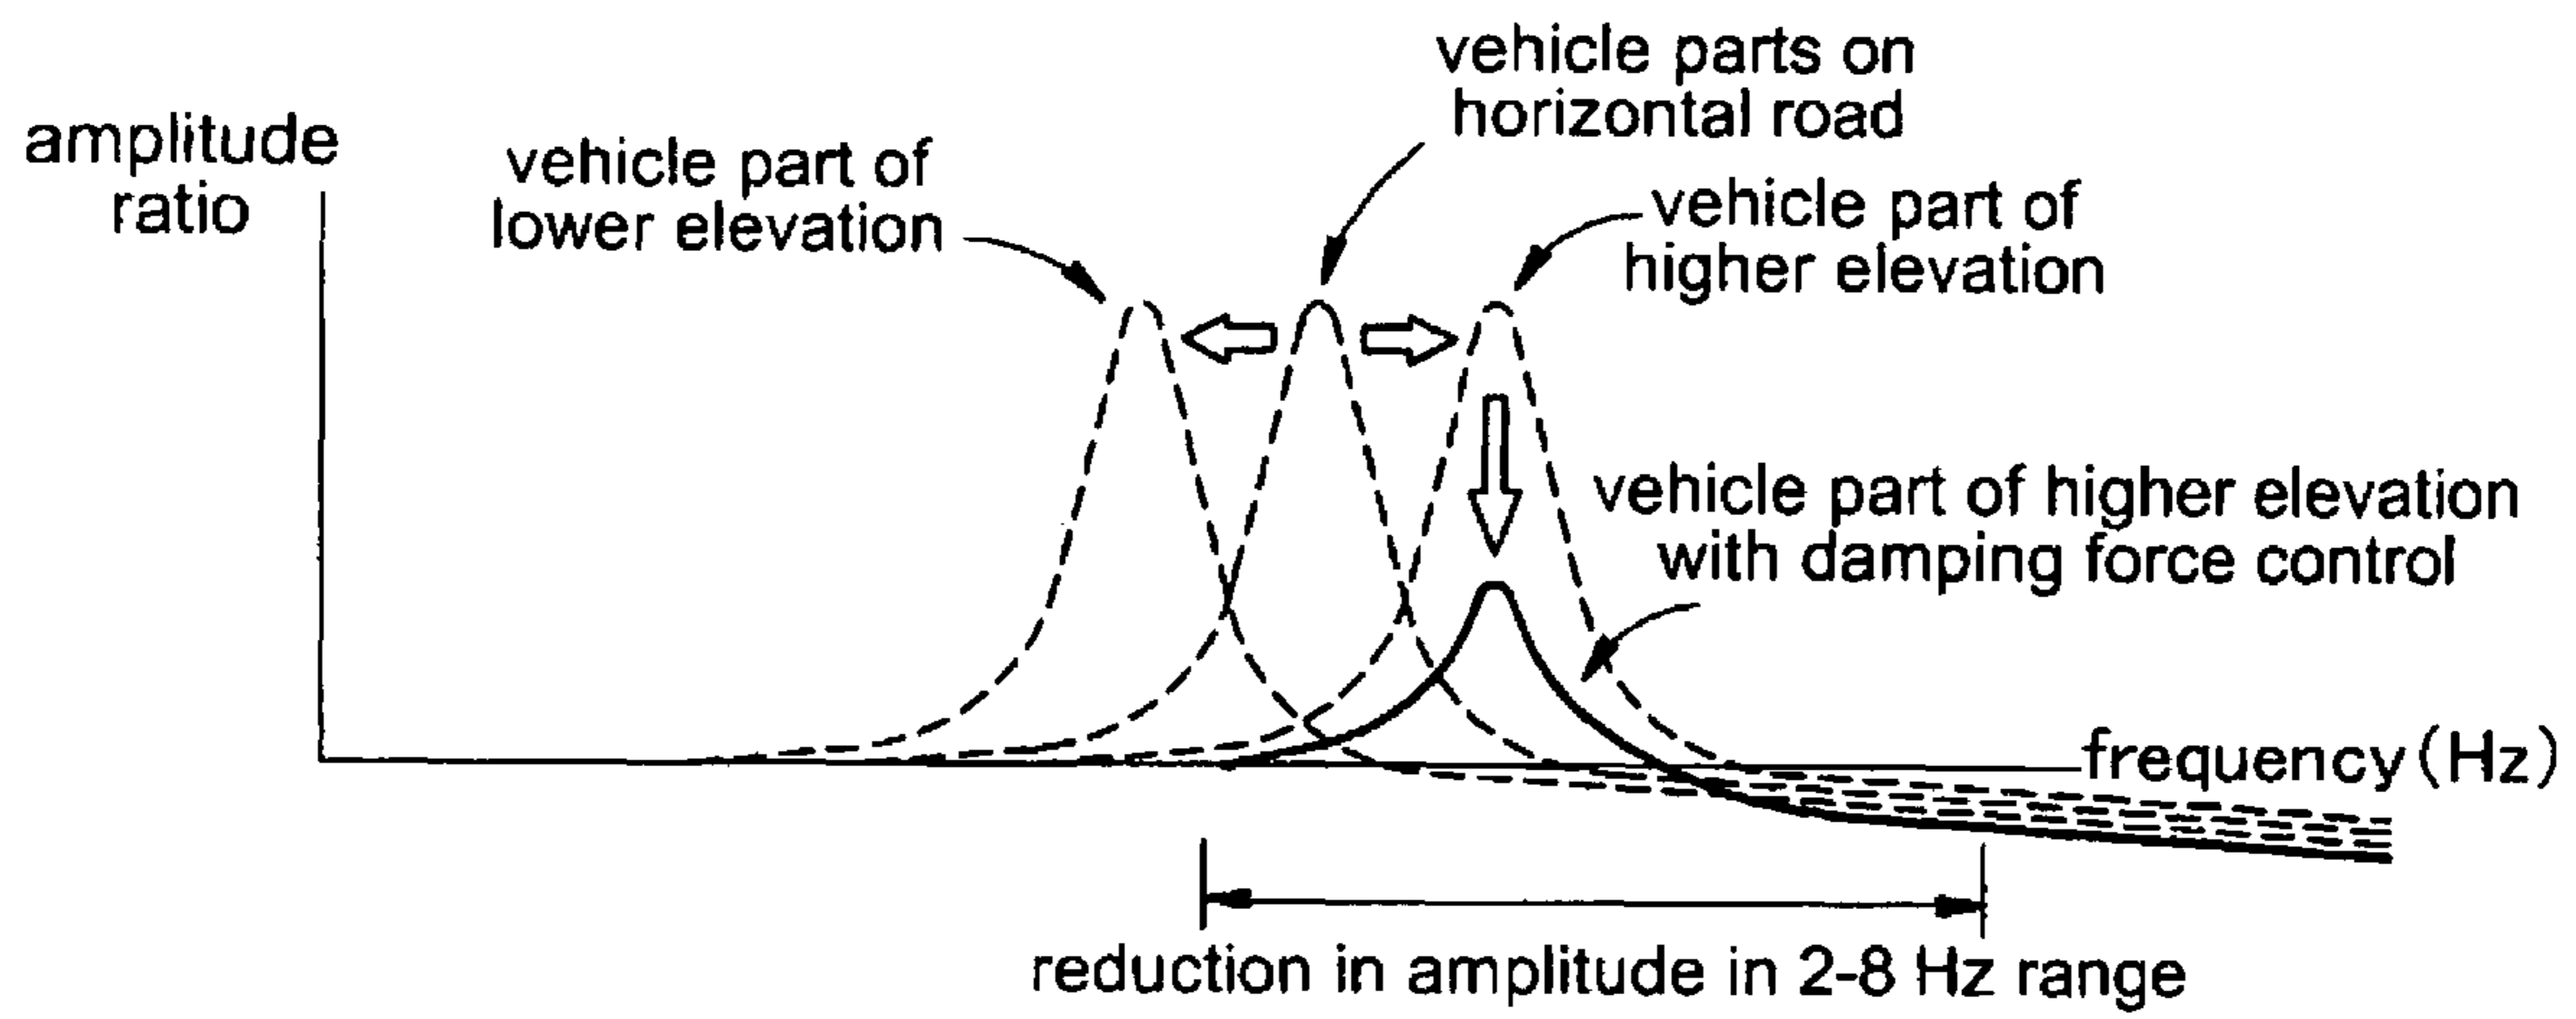 amplitude
ratio
vehicle part of
lower elevation
vehicle parts on
horizontal road
vehicle part of
higher elevation
vehicle part of higher elevation
with damping force control
frequency (Hz)
reduction in amplitude in 2-8 Hz range